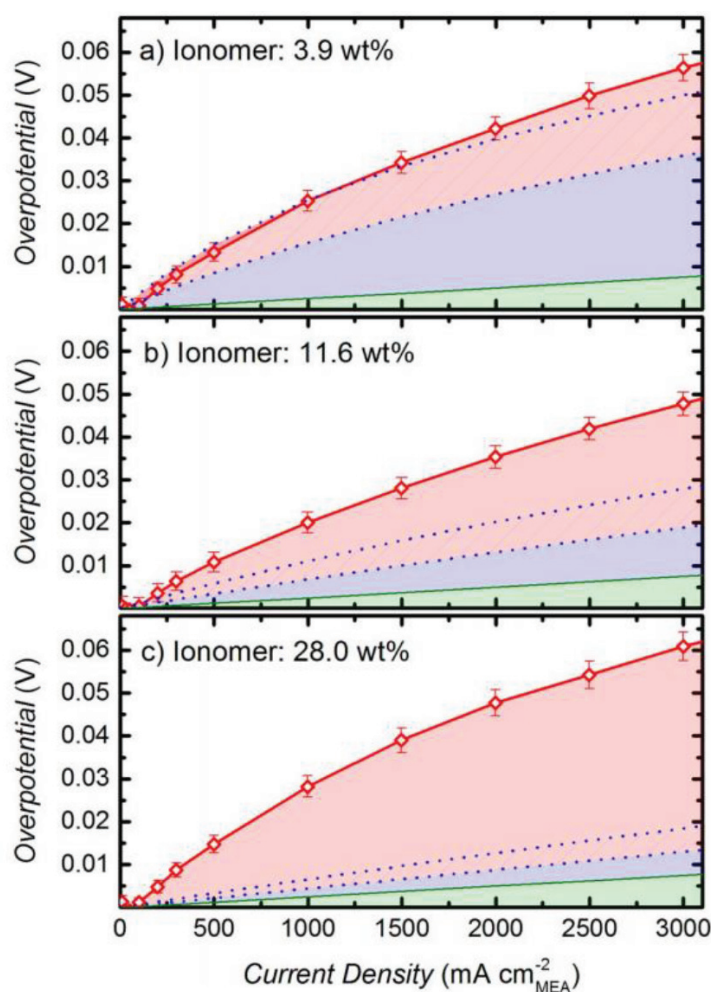 a) Ionomer: 3.9 wt%
0.06
0.05
0.04
0.03
0.02
0.01
Overpotential (V)
b) Ionomer: 11.6 wt%
0.06
0.05
0.04
0.03
0.02
0.01
Overpotential (V)
c) Ionomer: 28.0 wt%
0.06
0.05
0.04
0.03
0.02
0.01
Overpotential (V)
0 500 1000 1500 2000 2500 3000
Current Density (mA cm⁻²MEA)